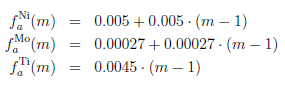 f_a^Ni(m) = 0.005 + 0.005 · (m − 1)
f_a^Mo(m) = 0.00027 + 0.00027 · (m − 1)
f_a^Ti(m) = 0.0045 · (m − 1)